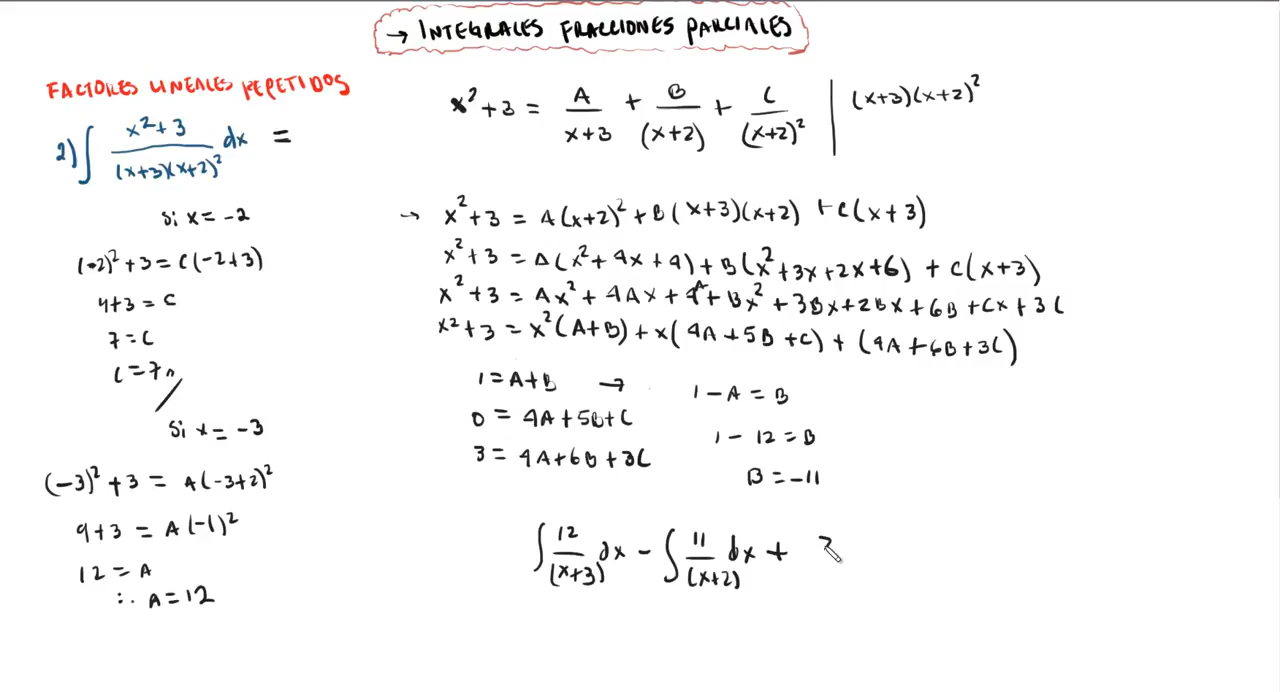 → INTEGRALES FRACCIONES PARCIALES
FACTORES LINEALES REPETIDOS
2) ∫ (x²+3)/((x+3)(x+2)²) dx =
Si x = -2
(-2)² + 3 = C(-2+3)
4+3 = C
7 = C
C = 7
Si x = -3
(-3)² + 3 = A(-3+2)²
9+3 = A(-1)²
12 = A
∴ A = 12
x² + 3 = A/(x+3) + B/(x+2) + C/(x+2)² | (x+3)(x+2)²
→ x² + 3 = A(x+2)² + B(x+3)(x+2) + C(x+3)
x² + 3 = A(x² + 4x + 4) + B(x² + 3x + 2x + 6) + C(x+3)
x² + 3 = Ax² + 4Ax + 4A + Bx² + 3Bx + 2Bx + 6B + Cx + 3C
x² + 3 = x²(A+B) + x(4A + 5B + C) + (4A + 6B + 3C)
1 = A+B → 1 - A = B
0 = 4A + 5B + C
1 - 12 = B
3 = 4A + 6B + 3C
B = -11
∫ 12/(x+3) dx - ∫ 11/(x+2) dx +